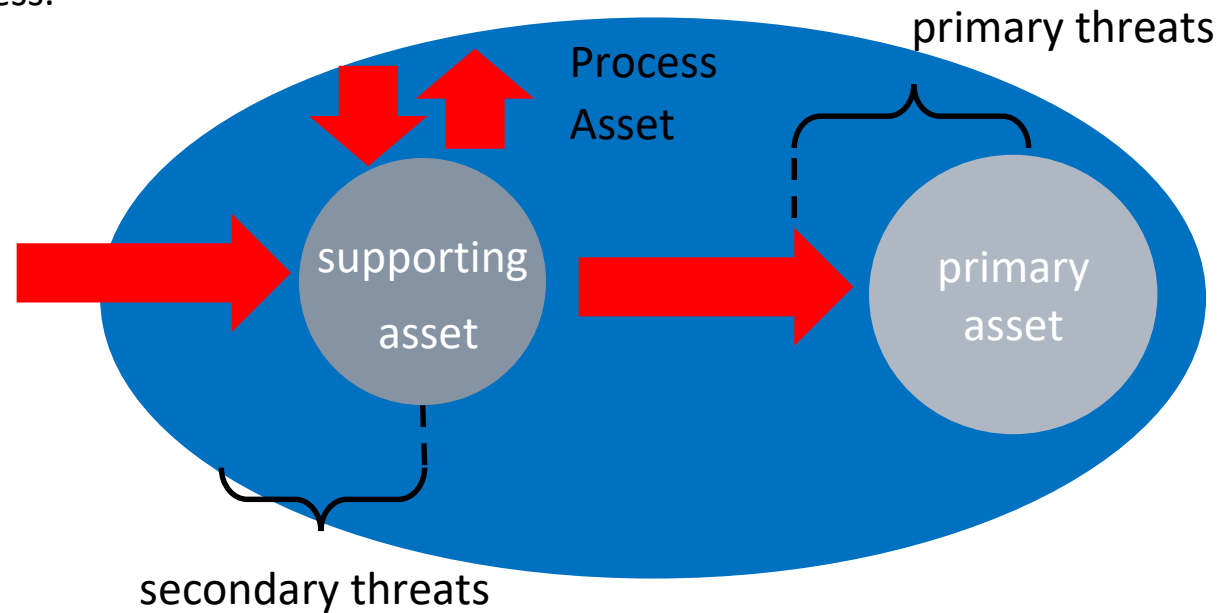 primary threats
Process
Asset
supporting
asset
primary
asset
secondary threats